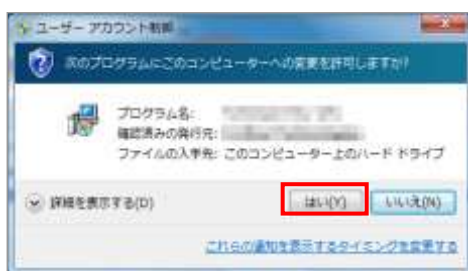 ユーザー アカウント制御
次のプログラムにこのコンピューターへの変更を許可しますか?
プログラム名:
確認済みの発行元:
ファイルの入手先: このコンピューター上のハード ドライブ
詳細を表示する(D)
はい(Y)
いいえ(N)
これらの通知を表示するタイミングを変更する